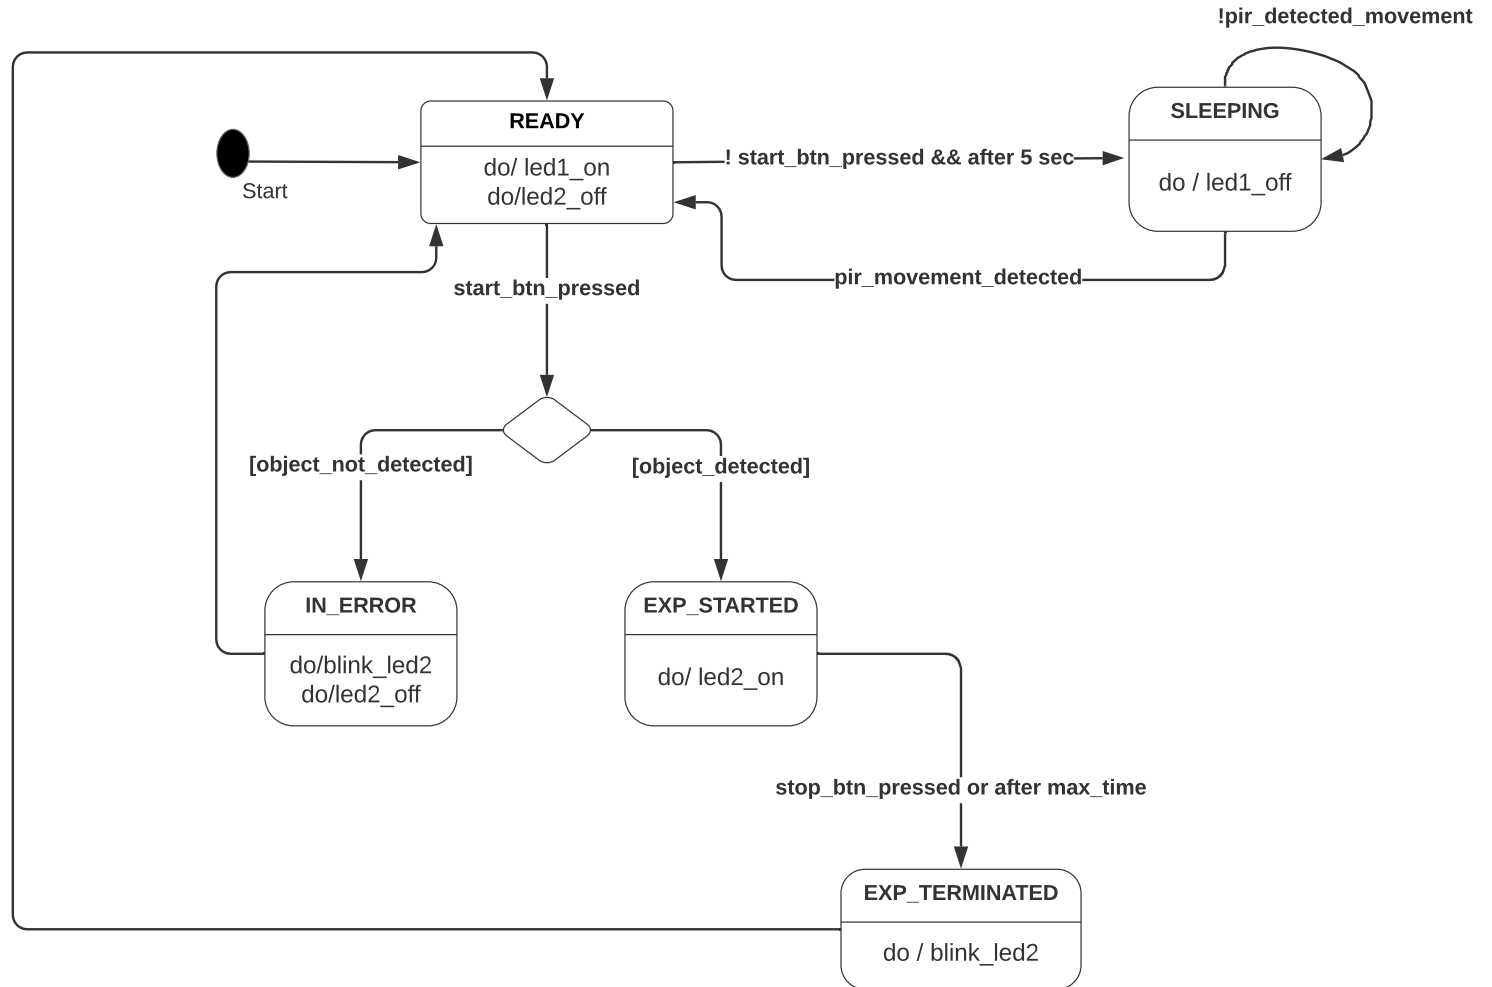 !pir_detected_movement
READY
do/ led1_on
do/led2_off
Start
! start_btn_pressed && after 5 sec
SLEEPING
do / led1_off
pir_movement_detected
start_btn_pressed
[object_not_detected]
[object_detected]
IN_ERROR
do/blink_led2
do/led2_off
EXP_STARTED
do/ led2_on
stop_btn_pressed or after max_time
EXP_TERMINATED
do / blink_led2